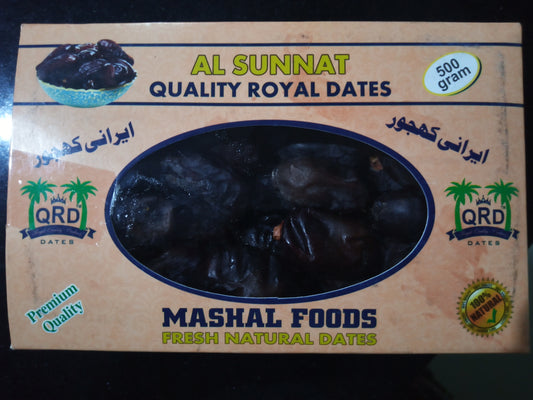 AL SUNNAT
QUALITY ROYAL DATES
500
gram
ایرانی کھجور
ایرانی کھجور
QRD
DATES
QRD
DATES
Premium
Quality
100%
NATURAL
MASHAL FOODS
FRESH NATURAL DATES